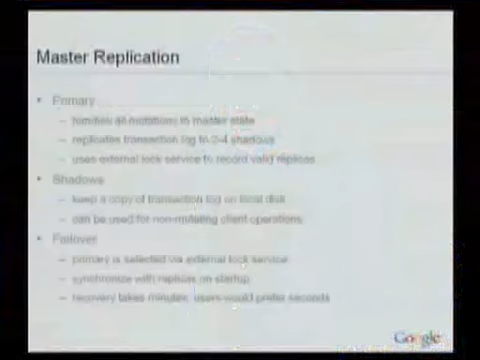 Master Replication
• Primary
– handles all mutations to master state
– replicates transaction log to 2-4 shadows
– uses external lock service to record valid replicas
• Shadows
– keep a copy of transaction log on local disk
– can be used for non-mutating client operations
• Failover
– primary is selected via external lock service
– synchronize with replicas on startup
– recovery takes minutes, users would prefer seconds
Google